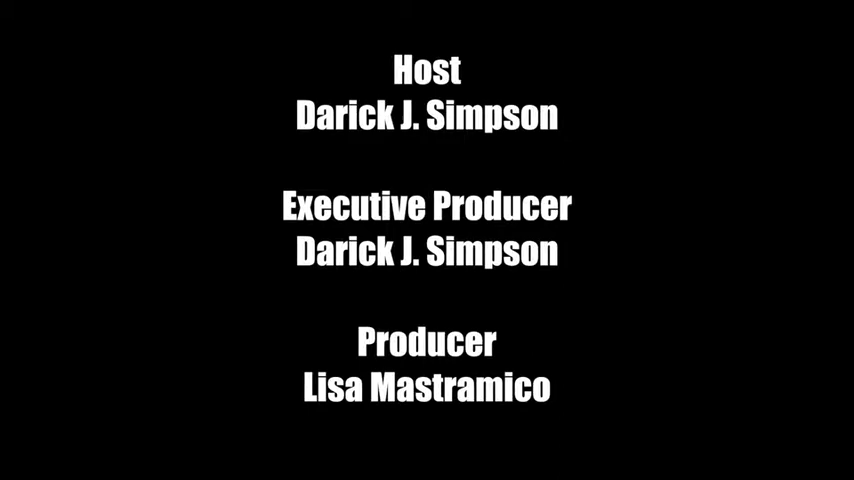 Host
Darick J. Simpson
Executive Producer
Darick J. Simpson
Producer
Lisa Mastramico